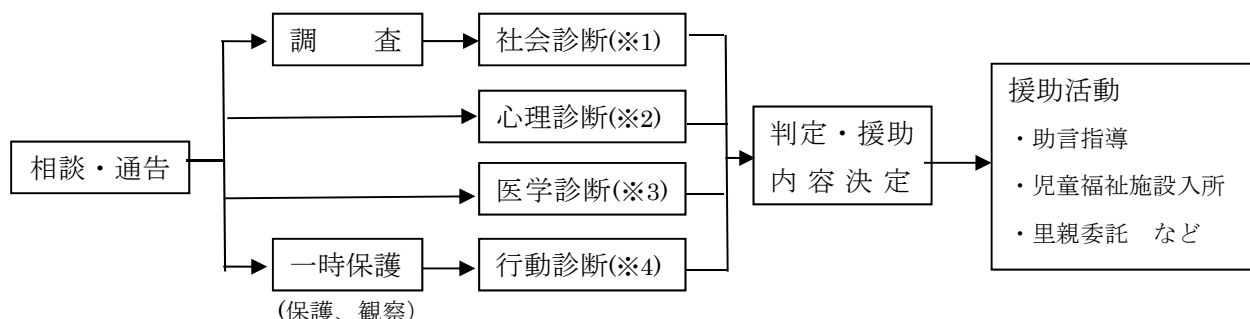 相談・通告
調　　査
社会診断(※1)
心理診断(※2)
医学診断(※3)
一時保護
(保護、観察）
行動診断(※4)
判定・援助
内 容 決 定
援助活動
・助言指導
・児童福祉施設入所
・里親委託　など